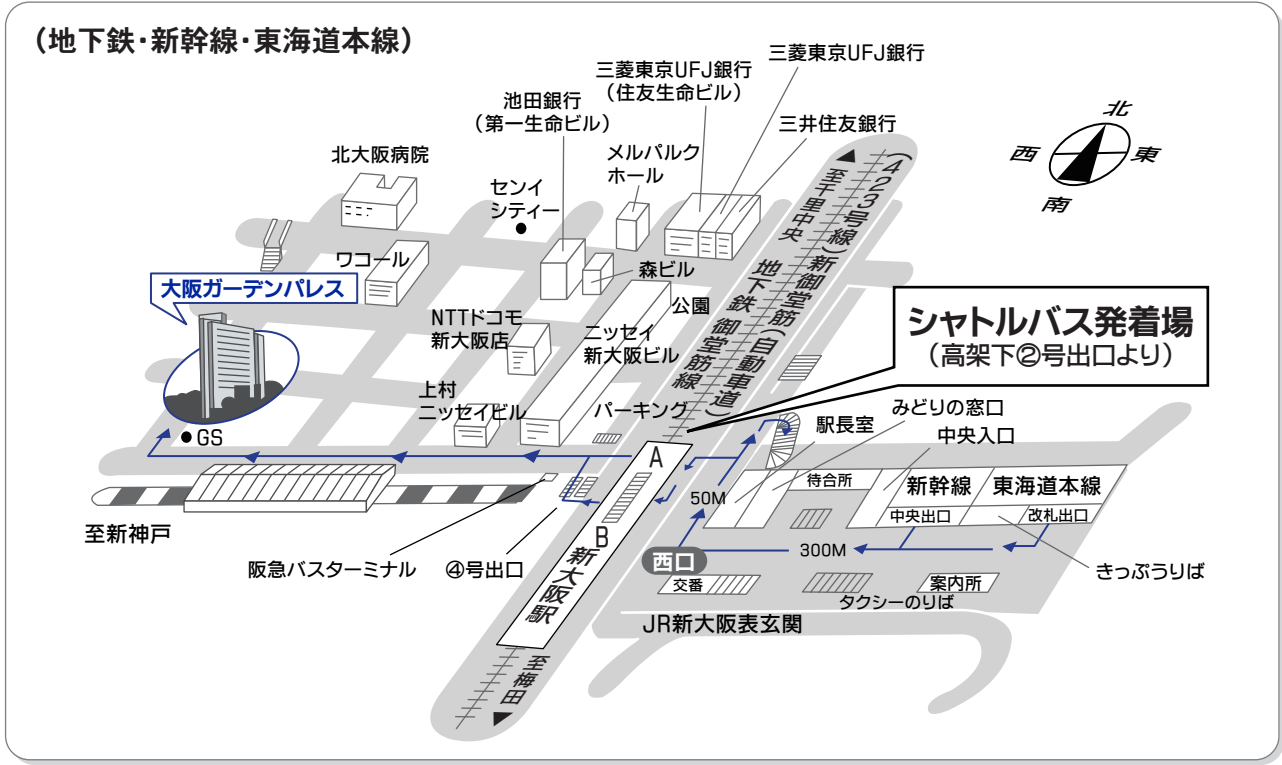 (地下鉄・新幹線・東海道本線)
三菱東京UFJ銀行
三菱東京UFJ銀行
(住友生命ビル)
池田銀行
(第一生命ビル)
三井住友銀行
北
西
東
南
北大阪病院
メルパルク
ホール
センイ
シティー
ワコール
森ビル
大阪ガーデンパレス
公園
NTTドコモ
新大阪店
ニッセイ
新大阪ビル
至千里中央
地下鉄 御堂筋線
(423号線)新御堂筋(自動車道)
シャトルバス発着場
(高架下②号出口より)
上村
ニッセイビル
パーキング
みどりの窓口
駅長室
中央入口
GS
A
待合所
新幹線
東海道本線
50M
中央出口
改札出口
B
至新神戸
新大阪駅
西口
300M
阪急バスターミナル
④号出口
きっぷうりば
交番
案内所
タクシーのりば
JR新大阪表玄関
至梅田